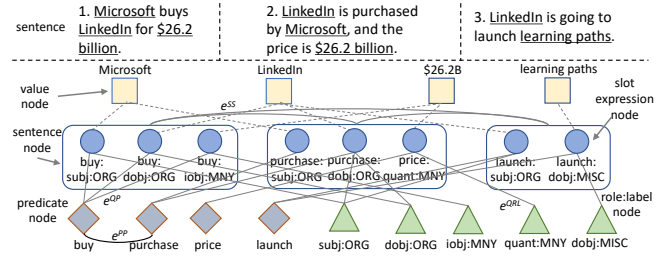 sentence
1. Microsoft buys
LinkedIn for $26.2
billion.
2. LinkedIn is purchased
by Microsoft, and the
price is $26.2 billion.
3. LinkedIn is going to
launch learning paths.
Microsoft
LinkedIn
$26.2B
learning paths
value
node
e^SS
slot
expression
node
sentence
node
buy:
subj:ORG
buy:
dobj:ORG
buy:
iobj:MNY
purchase:
subj:ORG
purchase:
dobj:ORG
price:
quant:MNY
launch:
subj:ORG
launch:
dobj:MISC
predicate
node
e^QP
e^QRL
role:label
node
e^PP
buy
purchase
price
launch
subj:ORG
dobj:ORG
iobj:MNY
quant:MNY
dobj:MISC